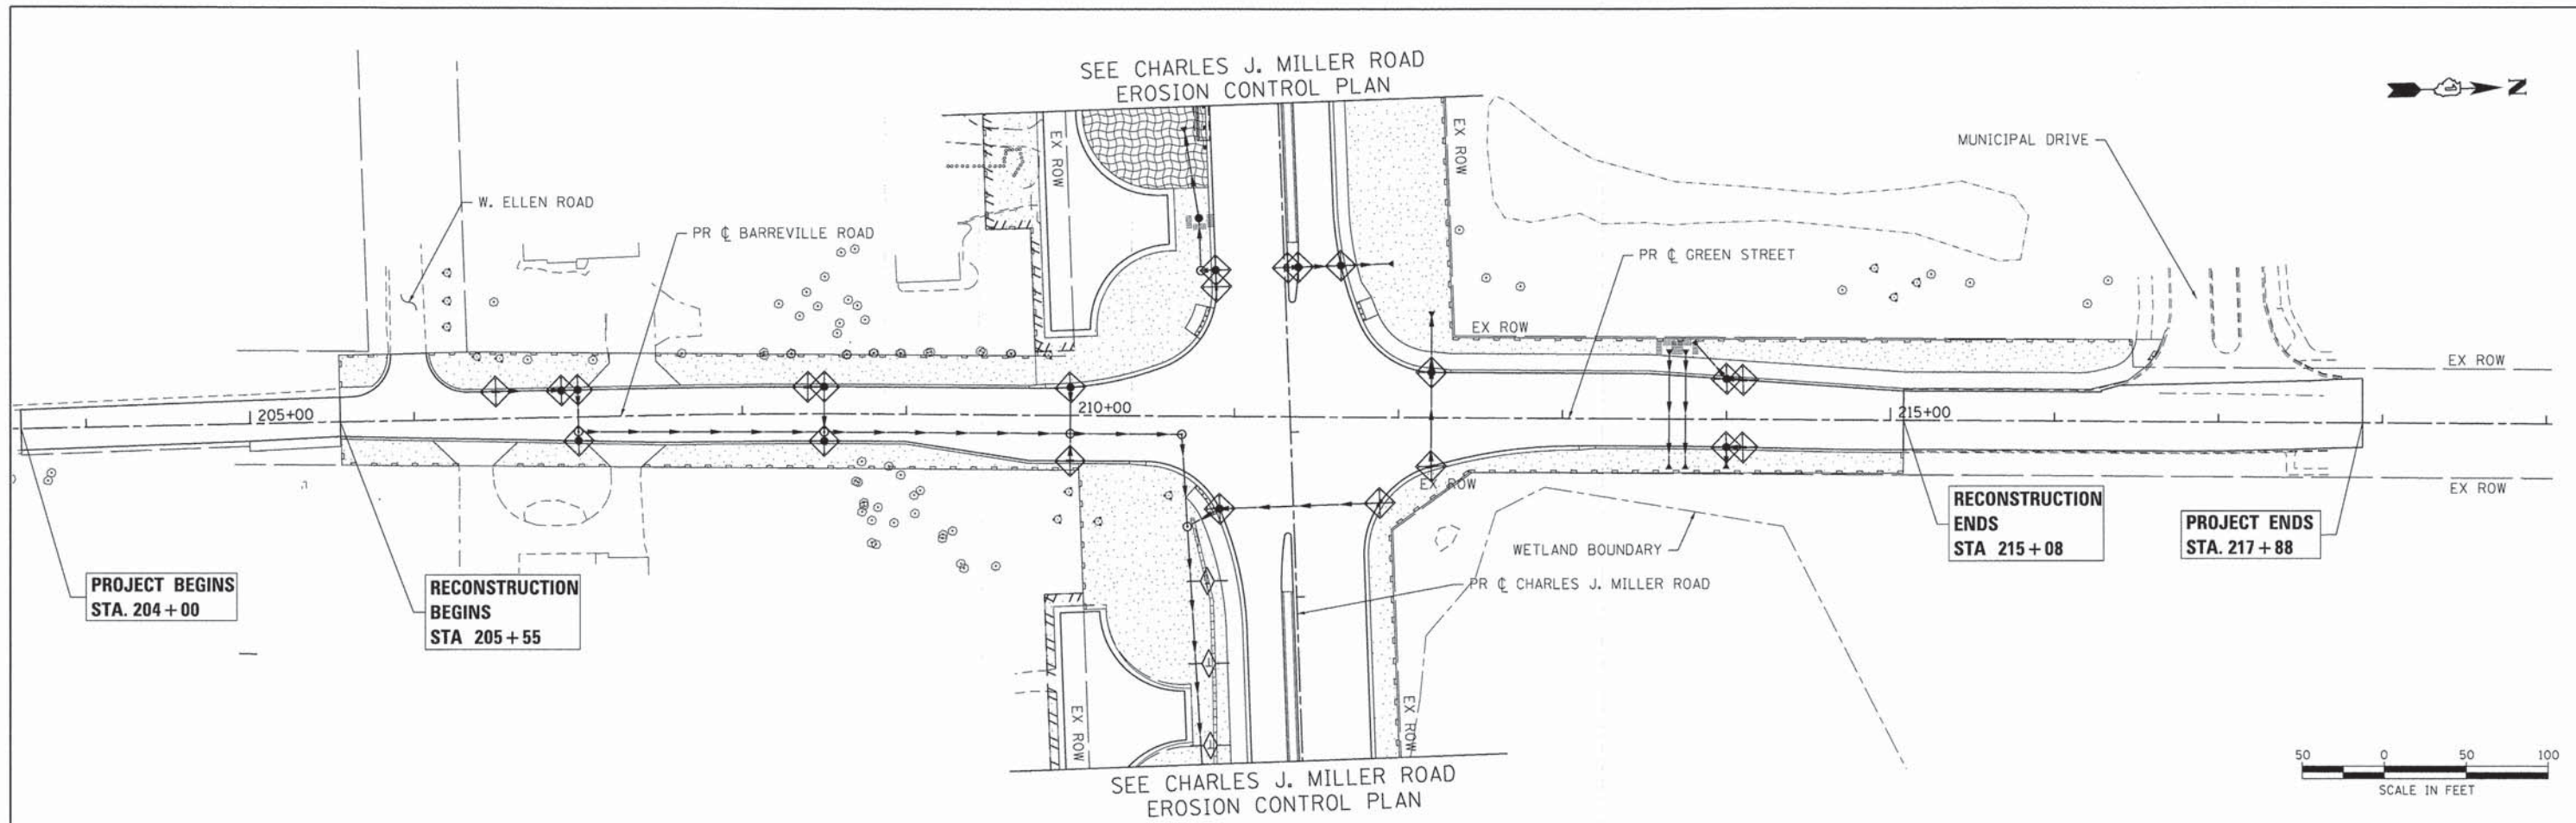 SEE CHARLES J. MILLER ROAD
EROSION CONTROL PLAN
N
MUNICIPAL DRIVE
EX ROW
EX ROW
W. ELLEN ROAD
PR ℄ BARREVILLE ROAD
PR ℄ GREEN STREET
EX ROW
EX ROW
205+00
210+00
215+00
EX ROW
EX ROW
RECONSTRUCTION
ENDS
STA 215+08
PROJECT ENDS
STA. 217+88
WETLAND BOUNDARY
PR ℄ CHARLES J. MILLER ROAD
PROJECT BEGINS
STA. 204+00
RECONSTRUCTION
BEGINS
STA 205+55
EX ROW
EX ROW
SEE CHARLES J. MILLER ROAD
EROSION CONTROL PLAN
50 0 50 100
SCALE IN FEET